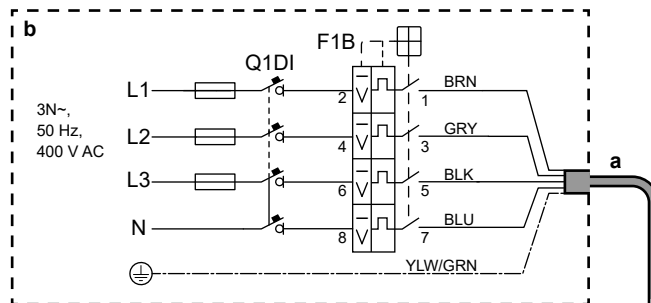 b
F1B
Q1DI
3N~,
50 Hz,
400 V AC
L1 2 1 BRN
L2 4 3 GRY
L3 6 5 BLK
N 8 7 BLU
YLW/GRN
a